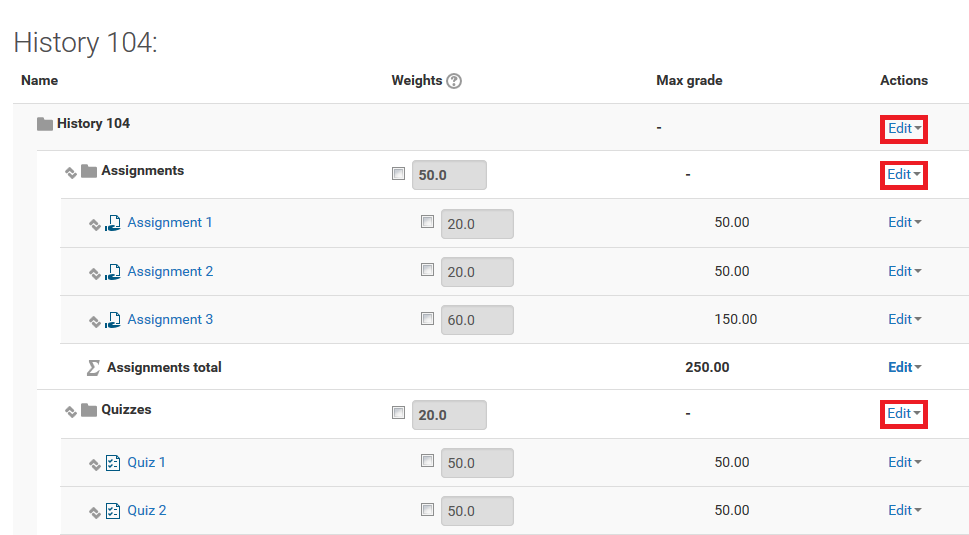 History 104:
Name Weights ? Max grade Actions
History 104 - Edit
Assignments 50.0 - Edit
Assignment 1 20.0 50.00 Edit
Assignment 2 20.0 50.00 Edit
Assignment 3 60.0 150.00 Edit
Σ Assignments total 250.00 Edit
Quizzes 20.0 - Edit
Quiz 1 50.0 50.00 Edit
Quiz 2 50.0 50.00 Edit